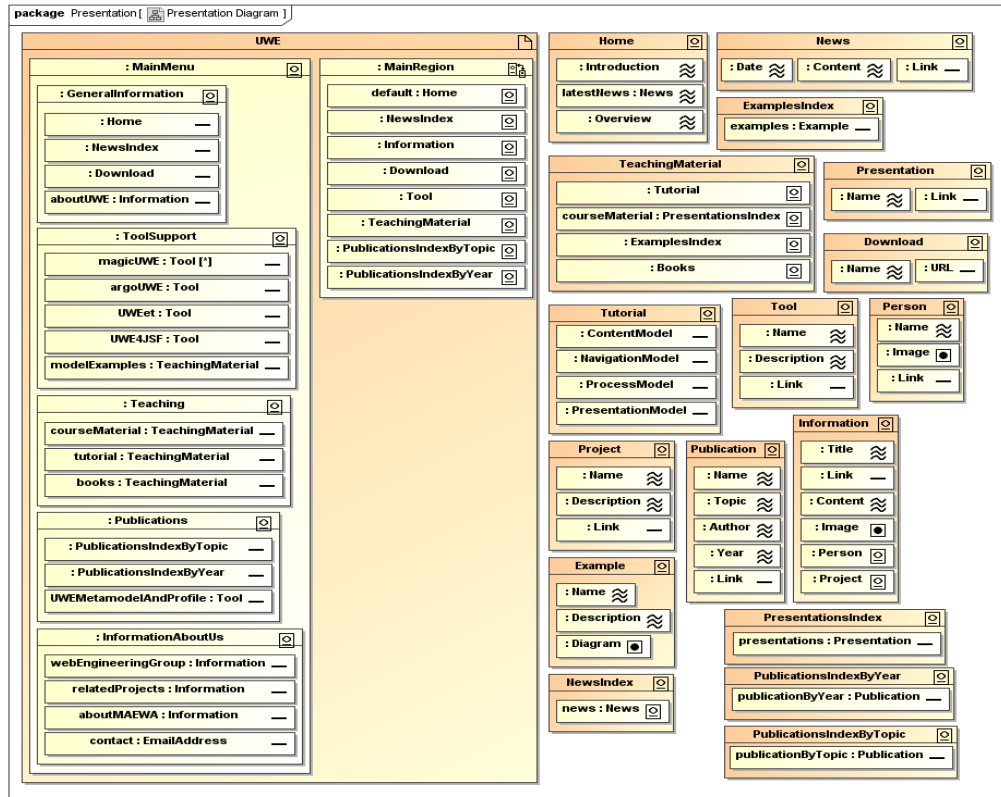 package Presentation [ Presentation Diagram ]
UWE
: MainMenu
: GeneralInformation
: Home
: NewsIndex
: Download
aboutUWE : Information
: ToolSupport
magicUWE : Tool [*]
argoUWE : Tool
UWEet : Tool
UWE4JSF : Tool
modelExamples : TeachingMaterial
: Teaching
courseMaterial : TeachingMaterial
tutorial : TeachingMaterial
books : TeachingMaterial
: Publications
: PublicationsIndexByTopic
: PublicationsIndexByYear
UWEMetamodelAndProfile : Tool
: InformationAboutUs
webEngineeringGroup : Information
relatedProjects : Information
aboutMAEWA : Information
contact : EmailAddress
: MainRegion
default : Home
: NewsIndex
: Information
: Download
: Tool
: TeachingMaterial
: PublicationsIndexByTopic
: PublicationsIndexByYear
Home
: Introduction
latestNews : News
: Overview
News
: Date
: Content
: Link
ExamplesIndex
examples : Example
TeachingMaterial
: Tutorial
courseMaterial : PresentationsIndex
: ExamplesIndex
: Books
Presentation
: Name
: Link
Download
: Name
: URL
Tutorial
: ContentModel
: NavigationModel
: ProcessModel
: PresentationModel
Tool
: Name
: Description
: Link
Person
: Name
: Image
: Link
Project
: Name
: Description
: Link
Publication
: Name
: Topic
: Author
: Year
: Link
Information
: Title
: Link
: Content
: Image
: Person
: Project
Example
: Name
: Description
: Diagram
NewsIndex
news : News
PresentationsIndex
presentations : Presentation
PublicationsIndexByYear
publicationByYear : Publication
PublicationsIndexByTopic
publicationByTopic : Publication